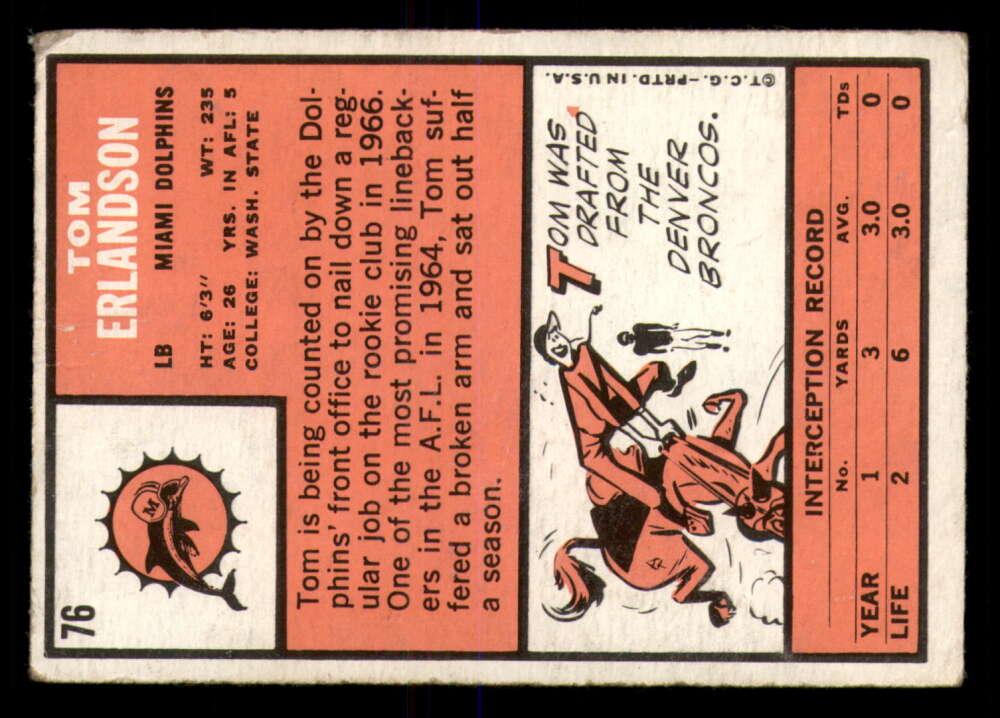 76
TOM
ERLANDSON
LB MIAMI DOLPHINS
HT: 6'3" WT: 235
AGE: 26 YRS. IN AFL: 5
COLLEGE: WASH. STATE
M
Tom is being counted on by the Dol-
phins' front office to nail down a reg-
ular job on the rookie club in 1966.
One of the most promising lineback-
ers in the A.F.L. in 1964, Tom suf-
fered a broken arm and sat out half
a season.
TOM WAS
DRAFTED
FROM
THE
DENVER
BRONCOS.
©T.C.G.—PRTD. IN U.S.A.
INTERCEPTION RECORD
No. YARDS AVG. TDs
YEAR 1 3 3.0 0
LIFE 2 6 3.0 0